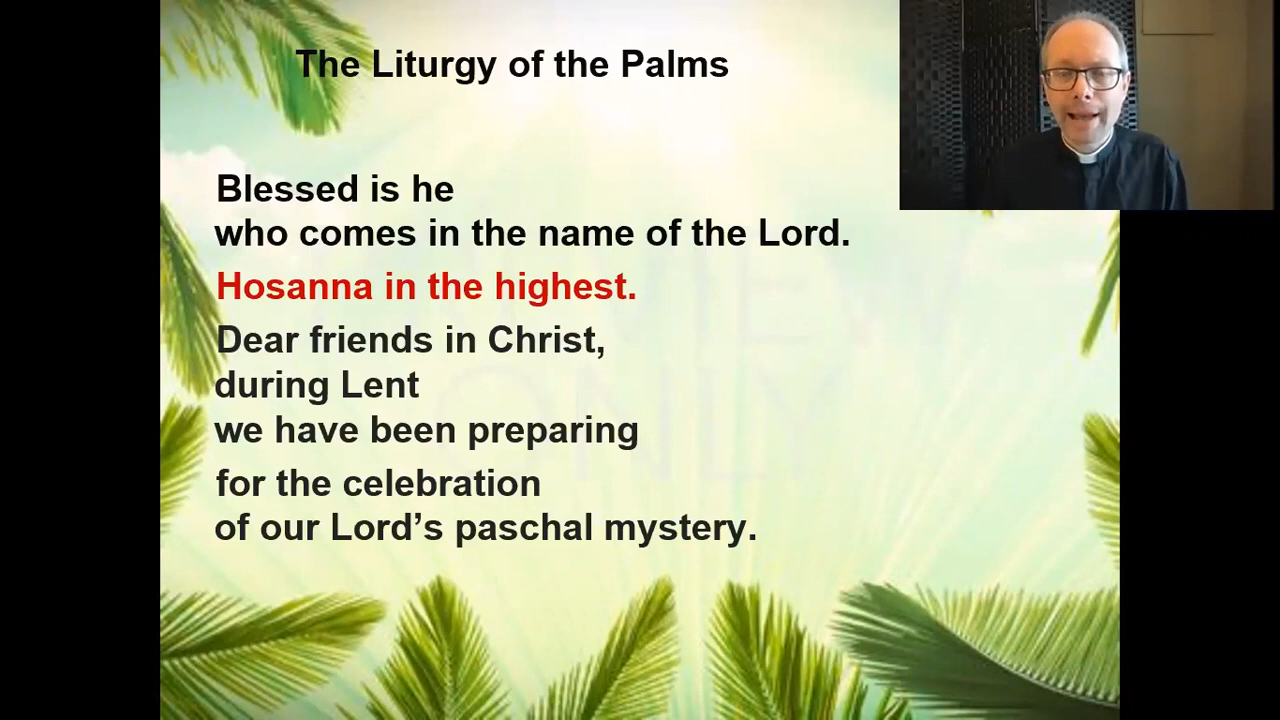 The Liturgy of the Palms
Blessed is he
who comes in the name of the Lord.
Hosanna in the highest.
Dear friends in Christ,
during Lent
we have been preparing
for the celebration
of our Lord’s paschal mystery.